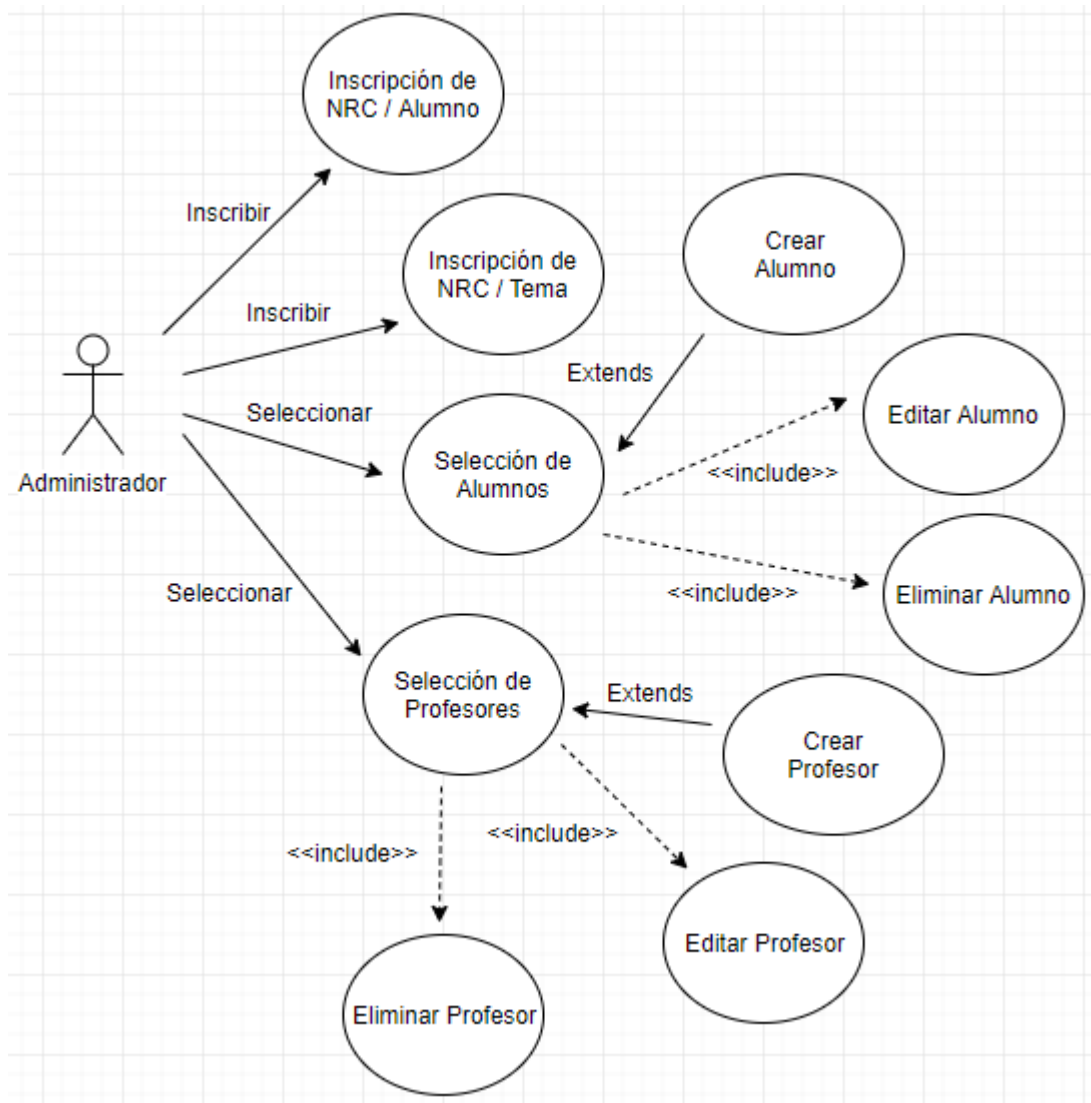 Inscripción de
NRC / Alumno
Inscribir
Inscripción de
NRC / Tema
Crear
Alumno
Inscribir
Extends
Editar Alumno
Seleccionar
Selección de
Alumnos
<<include>>
Administrador
<<include>>
Eliminar Alumno
Seleccionar
Selección de
Profesores
Extends
Crear
Profesor
<<include>>
<<include>>
Editar Profesor
Eliminar Profesor